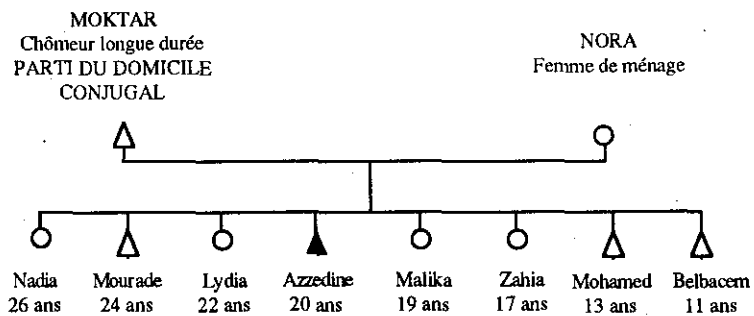 MOKTAR
Chômeur longue durée
PARTI DU DOMICILE
CONJUGAL
NORA
Femme de ménage
Nadia
26 ans
Mourade
24 ans
Lydia
22 ans
Azzedine
20 ans
Malika
19 ans
Zahia
17 ans
Mohamed
13 ans
Belbacem
11 ans